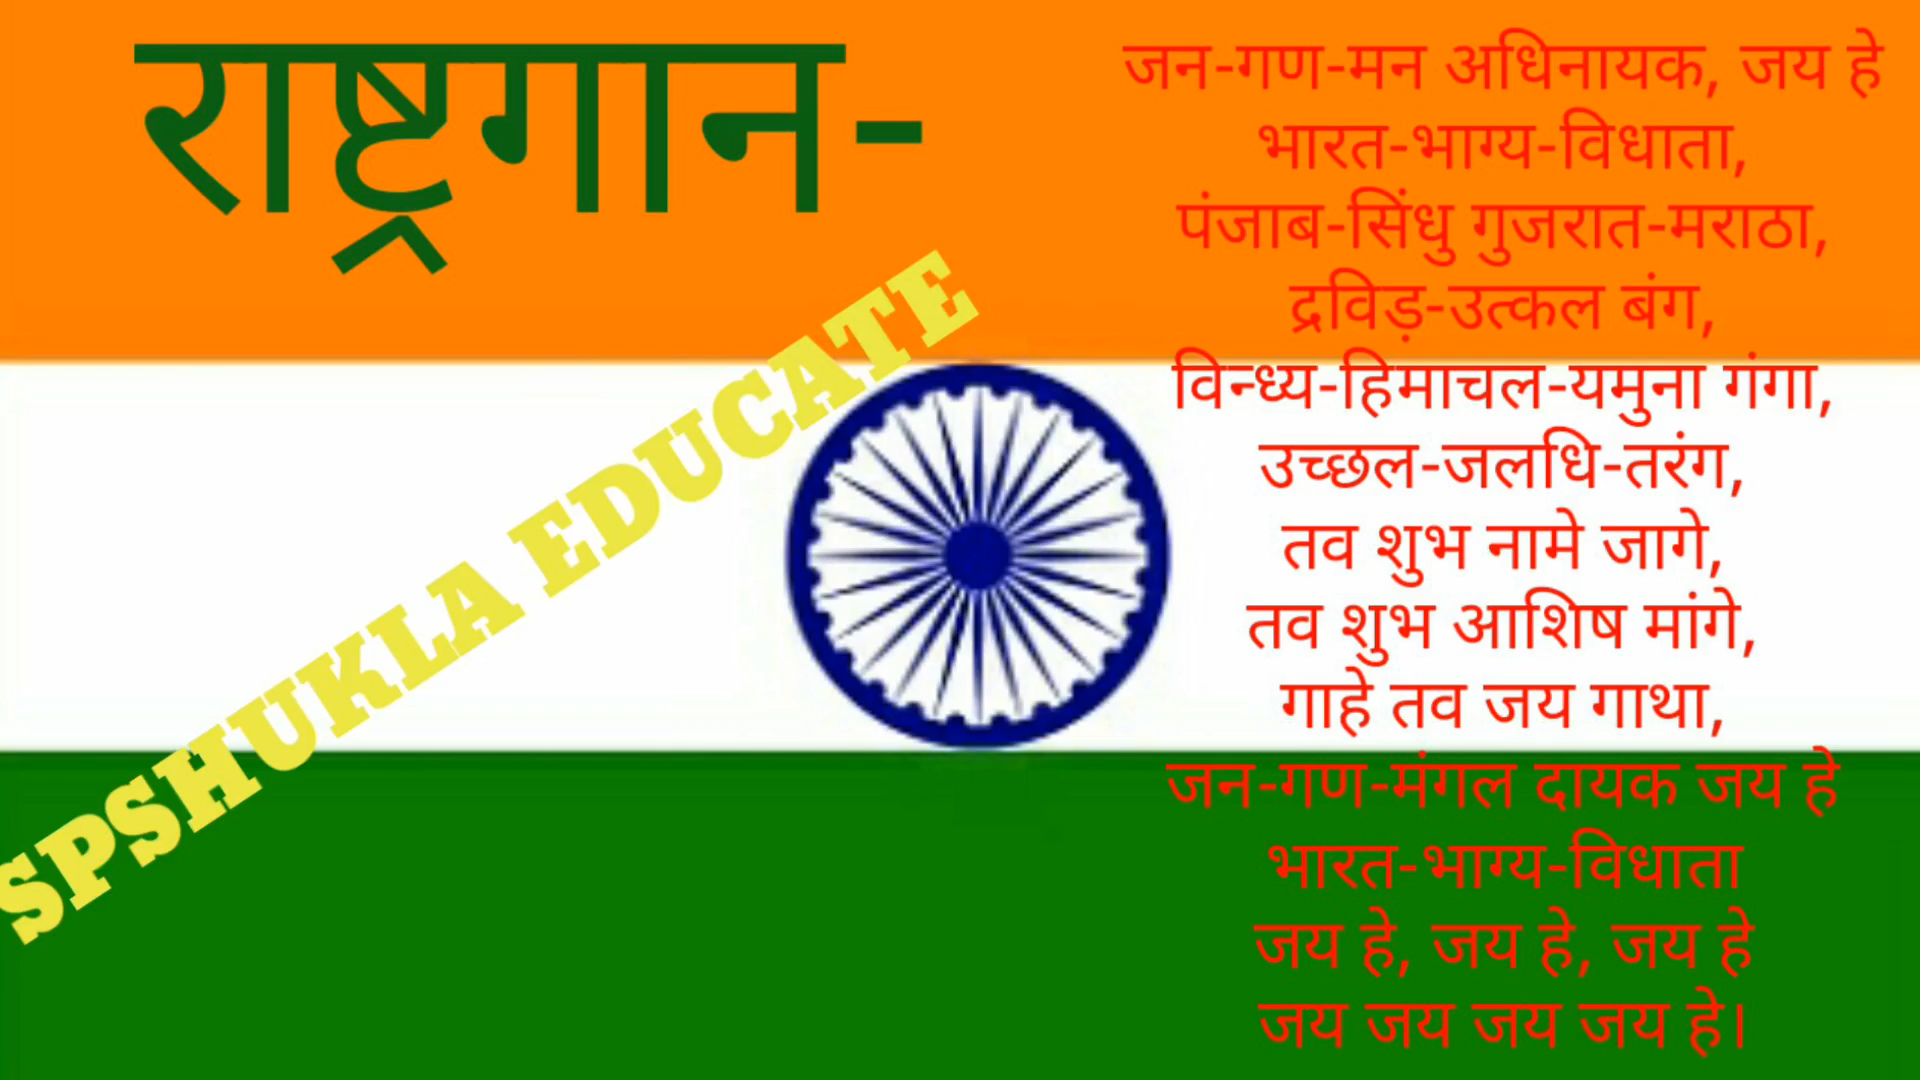 राष्ट्रगान-
जन-गण-मन अधिनायक, जय हे
भारत-भाग्य-विधाता,
पंजाब-सिंधु गुजरात-मराठा,
द्रविड़-उत्कल बंग,
विन्ध्य-हिमाचल-यमुना गंगा,
उच्छल-जलधि-तरंग,
तव शुभ नामे जागे,
तव शुभ आशिष मांगे,
गाहे तव जय गाथा,
जन-गण-मंगल दायक जय हे
भारत-भाग्य-विधाता
जय हे, जय हे, जय हे
जय जय जय जय हे।
SPSHUKLA EDUCATE